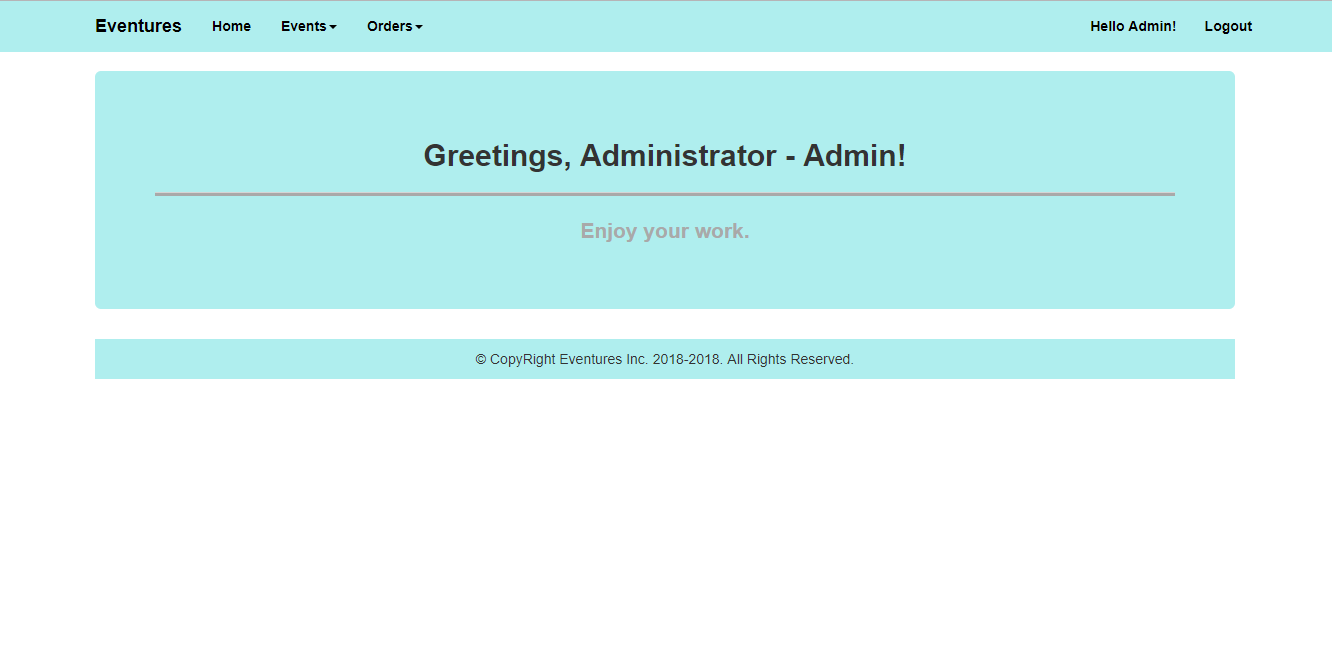 Eventures Home Events Orders Hello Admin! Logout
Greetings, Administrator - Admin!
Enjoy your work.
© CopyRight Eventures Inc. 2018-2018. All Rights Reserved.